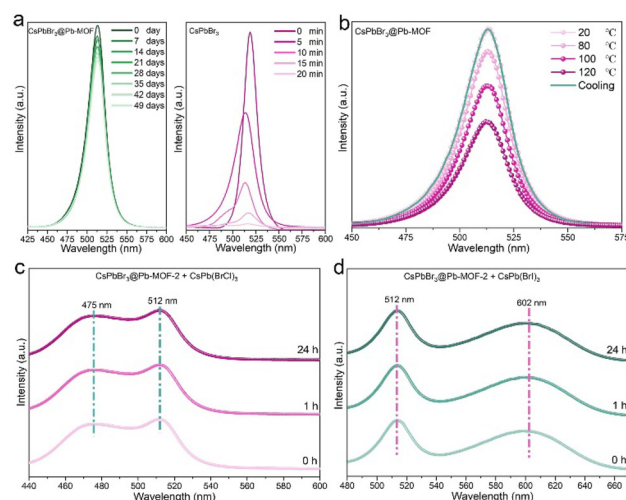 a
CsPbBr₃@Pb-MOF
0 day
7 days
14 days
21 days
28 days
35 days
42 days
49 days
Intensity (a.u.)
425 450 475 500 525 550 575 600
Wavelength (nm)
CsPbBr₃
0 min
5 min
10 min
15 min
20 min
Intensity (a.u.)
425 450 475 500 525 550 575 600
Wavelength (nm)
b
CsPbBr₃@Pb-MOF
20 °C
80 °C
100 °C
120 °C
Cooling
Intensity (a.u.)
450 475 500 525 550 575
Wavelength (nm)
c
CsPbBr₃@Pb-MOF-2 + CsPb(BrCl)₃
475 nm 512 nm
24 h
1 h
0 h
Intensity (a.u.)
440 460 480 500 520 540 560 580 600
Wavelength (nm)
d
CsPbBr₃@Pb-MOF-2 + CsPb(BrI)₃
512 nm 602 nm
24 h
1 h
0 h
Intensity (a.u.)
480 500 520 540 560 580 600 620 640 660 680
Wavelength (nm)